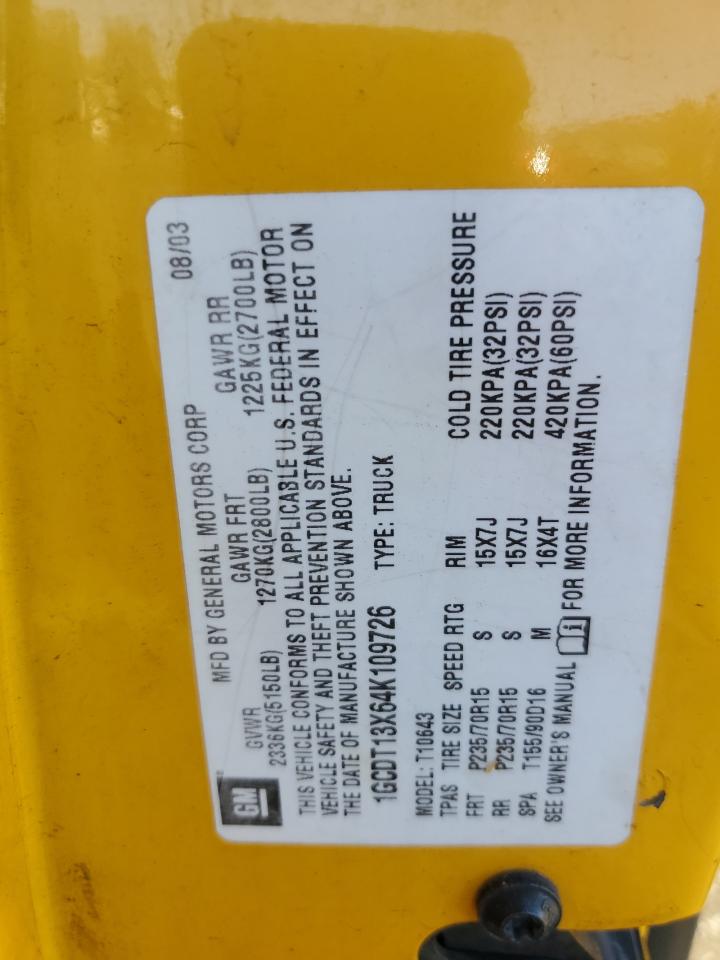 GM
MFD BY GENERAL MOTORS CORP 08/03
GVWR GAWR FRT GAWR RR
2336KG(5150LB) 1270KG(2800LB) 1225KG(2700LB)
THIS VEHICLE CONFORMS TO ALL APPLICABLE U.S. FEDERAL MOTOR
VEHICLE SAFETY AND THEFT PREVENTION STANDARDS IN EFFECT ON
THE DATE OF MANUFACTURE SHOWN ABOVE.
1GCDT13X64K109726 TYPE: TRUCK
MODEL: T10643
TPAS TIRE SIZE SPEED RTG RIM COLD TIRE PRESSURE
FRT P235/70R15 S 15X7J 220KPA(32PSI)
RR P235/70R15 S 15X7J 220KPA(32PSI)
SPA T155/90D16 M 16X4T 420KPA(60PSI)
SEE OWNER'S MANUAL FOR MORE INFORMATION.